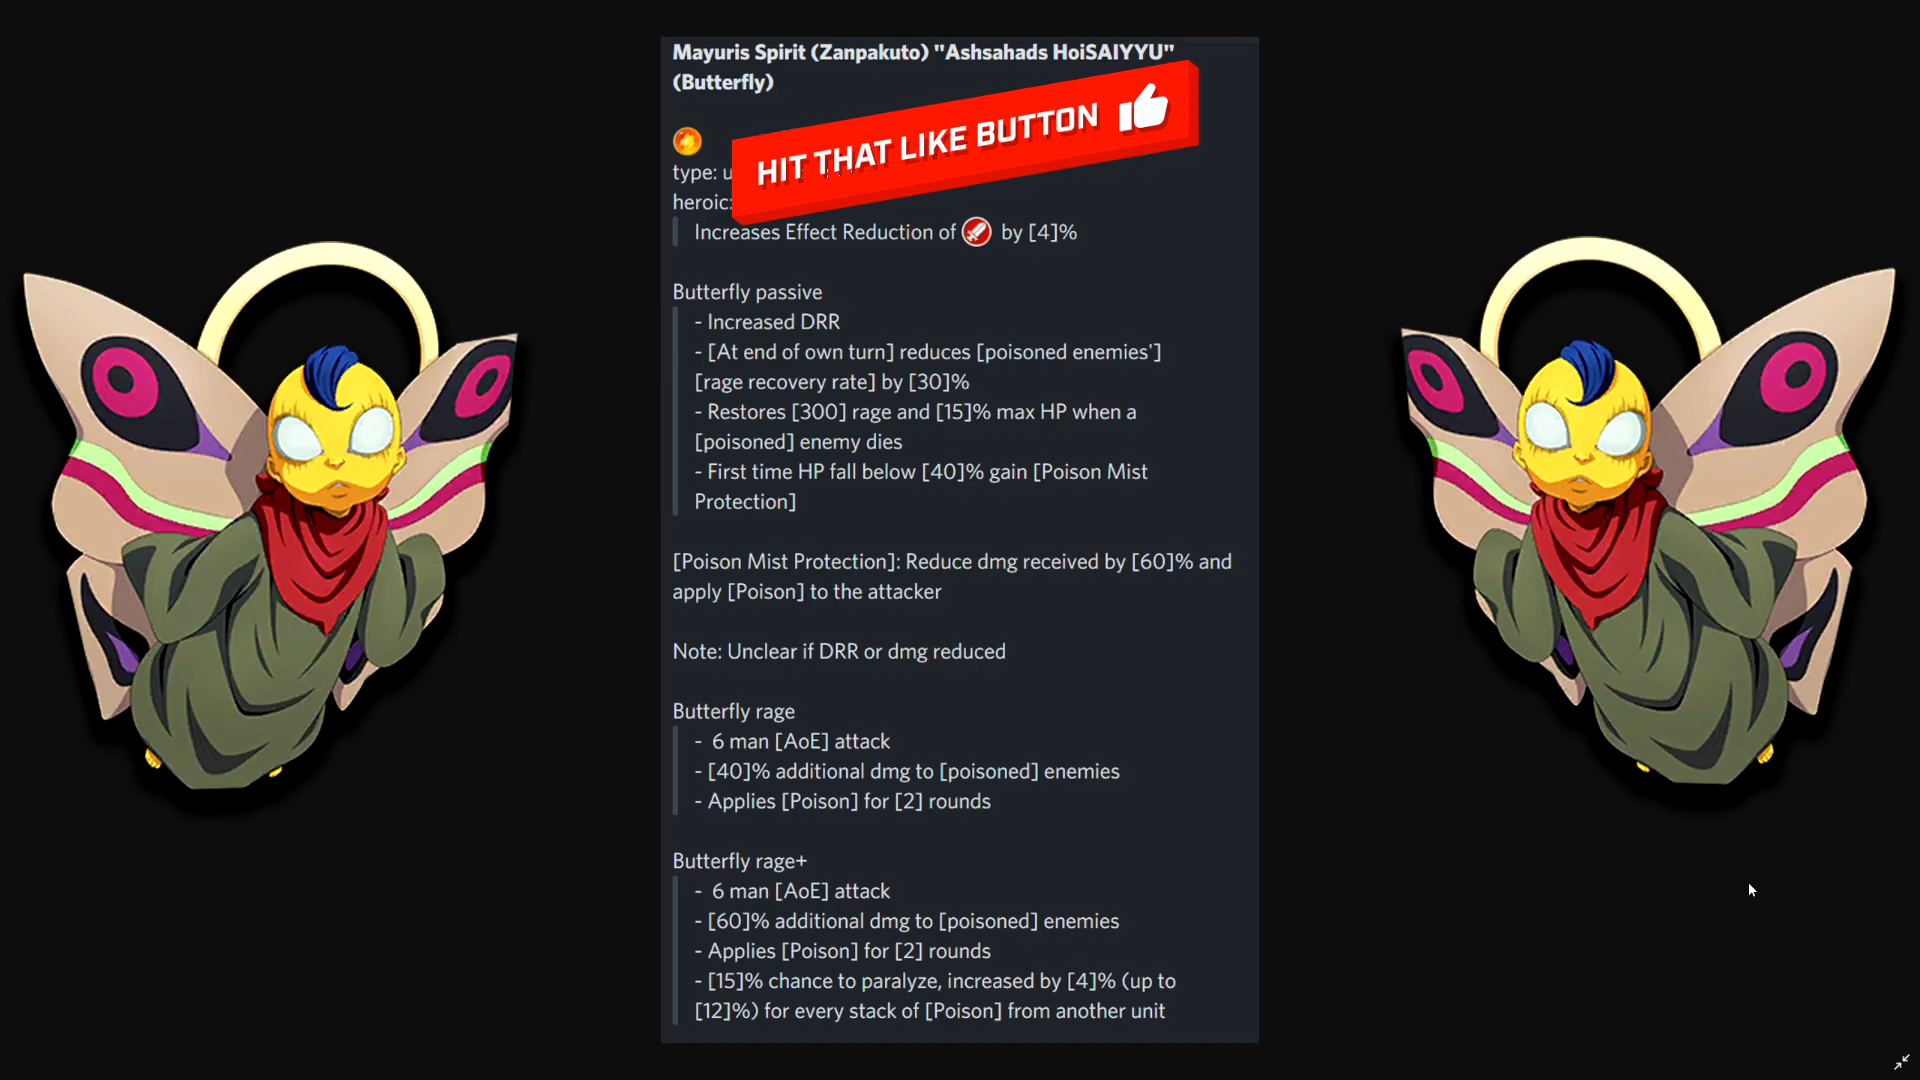 Mayuris Spirit (Zanpakuto) "Ashsahads HoiSAIYYU"
(Butterfly)
HIT THAT LIKE BUTTON
type:
heroic:
Increases Effect Reduction of by [4]%
Butterfly passive
- Increased DRR
- [At end of own turn] reduces [poisoned enemies']
[rage recovery rate] by [30]%
- Restores [300] rage and [15]% max HP when a
[poisoned] enemy dies
- First time HP fall below [40]% gain [Poison Mist
Protection]
[Poison Mist Protection]: Reduce dmg received by [60]% and
apply [Poison] to the attacker
Note: Unclear if DRR or dmg reduced
Butterfly rage
- 6 man [AoE] attack
- [40]% additional dmg to [poisoned] enemies
- Applies [Poison] for [2] rounds
Butterfly rage+
- 6 man [AoE] attack
- [60]% additional dmg to [poisoned] enemies
- Applies [Poison] for [2] rounds
- [15]% chance to paralyze, increased by [4]% (up to
[12]%) for every stack of [Poison] from another unit